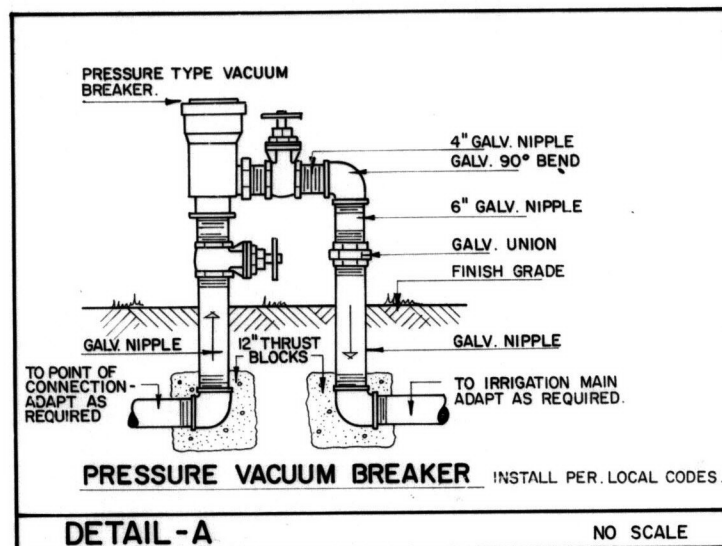 PRESSURE TYPE VACUUM
BREAKER.
4" GALV. NIPPLE
GALV. 90° BEND
6" GALV. NIPPLE
GALV. UNION
FINISH GRADE
GALV. NIPPLE
12" THRUST
BLOCKS
GALV. NIPPLE
TO POINT OF
CONNECTION-
ADAPT AS
REQUIRED
TO IRRIGATION MAIN
ADAPT AS REQUIRED.
PRESSURE VACUUM BREAKER INSTALL PER. LOCAL CODES.
DETAIL-A NO SCALE